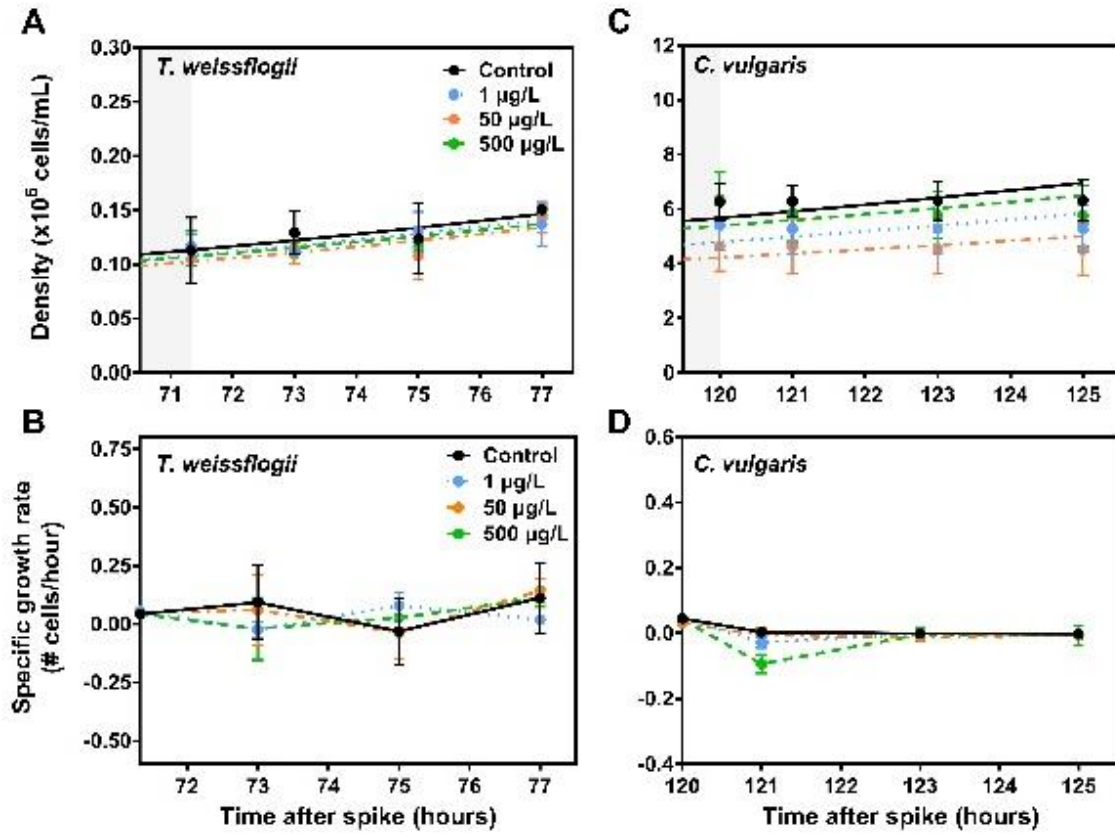 A
T. weissflogii
Control
1 µg/L
50 µg/L
500 µg/L
0.30
0.25
0.20
0.15
0.10
0.05
0.00
71 72 73 74 75 76 77
Density (x10⁶ cells/mL)
C
C. vulgaris
12
10
8
6
4
2
0
120 121 122 123 124 125
B
T. weissflogii
Control
1 µg/L
50 µg/L
500 µg/L
0.75
0.50
0.25
0.00
-0.25
-0.50
72 73 74 75 76 77
Specific growth rate
(# cells/hour)
Time after spike (hours)
D
C. vulgaris
0.6
0.4
0.2
0.0
-0.2
-0.4
120 121 122 123 124 125
Time after spike (hours)